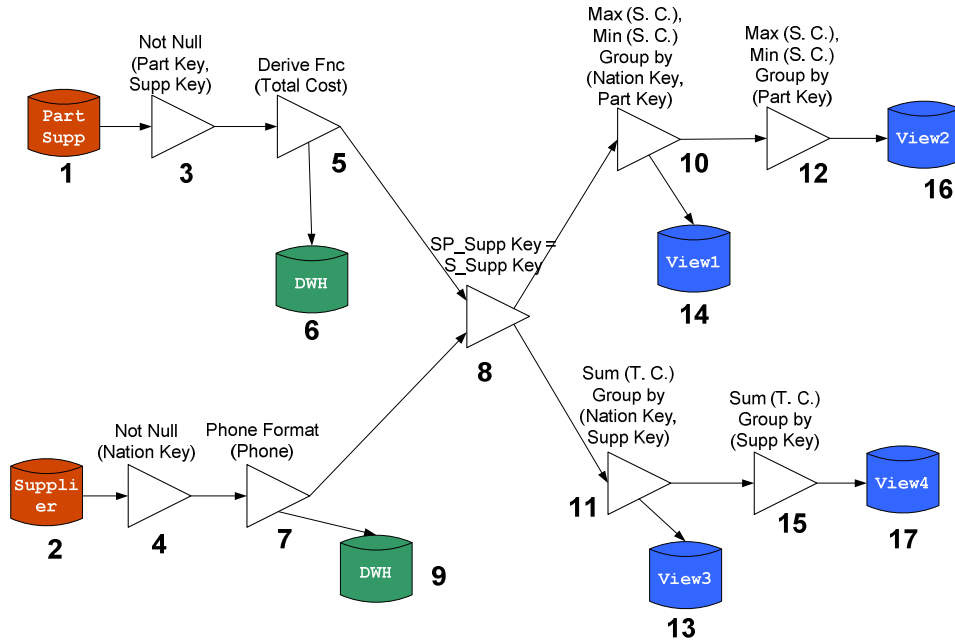 Max (S. C.),
Min (S. C.)
Group by
(Nation Key,
Part Key)
Max (S. C.),
Min (S. C.)
Group by
(Part Key)
Not Null
(Part Key,
Supp Key)
Derive Fnc
(Total Cost)
Part
Supp
1
3
5
10
12
View2
16
DWH
6
SP_Supp Key =
S_Supp Key
8
View1
14
Sum (T. C.)
Group by
(Nation Key,
Supp Key)
Sum (T. C.)
Group by
(Supp Key)
Not Null
(Nation Key)
Phone Format
(Phone)
Suppli
er
2
4
7
DWH
9
11
15
View4
17
View3
13